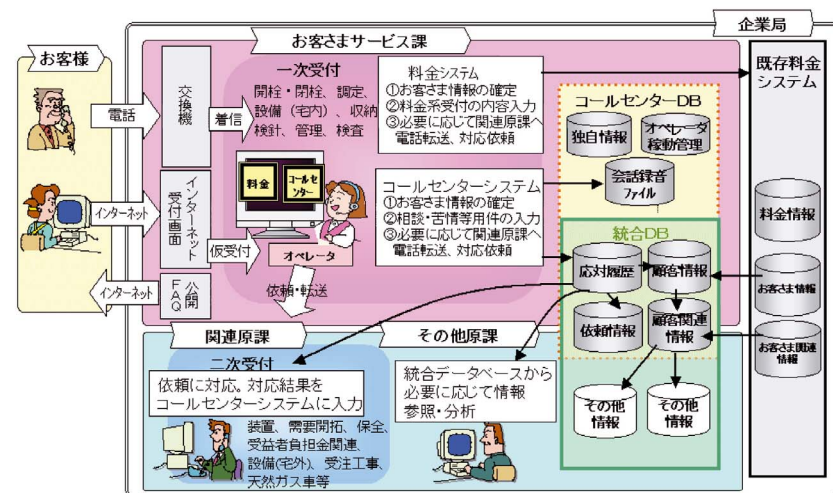 企業局
お客様
お客さまサービス課
既存料金
システム
交換機
電話
着信
一次受付
開栓・閉栓、調定、
設備（宅内）、収納
検針、管理、検査
料金システム
①お客さま情報の確定
②料金系受付の内容入力
③必要に応じて関連原課へ
電話転送、対応依頼
コールセンターDB
独自情報
オペレータ
稼動管理
会話録音
ファイル
料金
コールセ
ンター
オペレータ
インターネット
インターネット
受付画面
仮受付
コールセンターシステム
①お客さま情報の確定
②相談・苦情等用件の入力
③必要に応じて関連原課へ
電話転送、対応依頼
料金情報
統合DB
応対履歴
顧客情報
お客さま情報
インターネット
FAQ
公開
依頼・転送
依頼情報
顧客関連
情報
お客さま関連
情報
関連原課
その他原課
二次受付
依頼に対応。対応結果を
コールセンターシステムに入力
統合データベースから
必要に応じて情報
参照・分析
その他
情報
その他
情報
装置、需要開拓、保全、
受益者負担金関連、
設備(宅外)、受注工事、
天然ガス車等